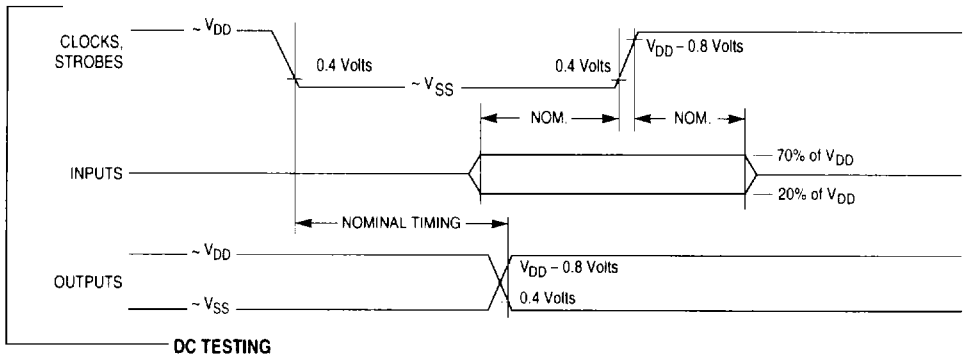 ~ VDD
CLOCKS,
STROBES
0.4 Volts
~ VSS
0.4 Volts
VDD – 0.8 Volts
NOM.
NOM.
INPUTS
70% of VDD
20% of VDD
NOMINAL TIMING
~ VDD
OUTPUTS
VDD – 0.8 Volts
~ VSS
0.4 Volts
DC TESTING